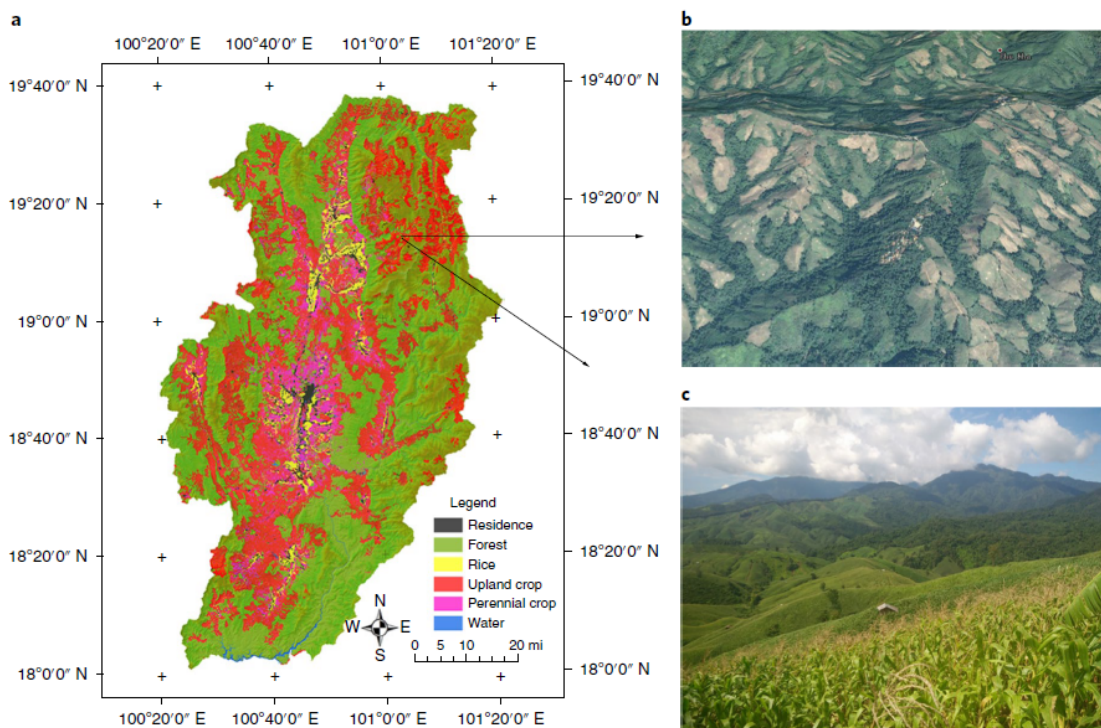 a
100°20′0″ E 100°40′0″ E 101°0′0″ E 101°20′0″ E
19°40′0″ N
19°20′0″ N
19°0′0″ N
18°40′0″ N
18°20′0″ N
18°0′0″ N
19°40′0″ N
19°20′0″ N
19°0′0″ N
18°40′0″ N
18°20′0″ N
18°0′0″ N
Legend
Residence
Forest
Rice
Upland crop
Perennial crop
Water
N
W E
S
0 5 10 20 mi
100°20′0″ E 100°40′0″ E 101°0′0″ E 101°20′0″ E
b
c